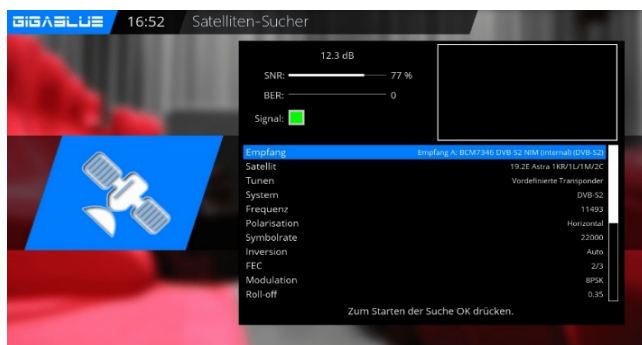 GIGABLUE 16:52 Satelliten-Sucher
12.3 dB
SNR: 77 %
BER: 0
Signal:
Empfang Empfang A: BCM7346 DVB-S2 NIM (internal) (DVB-S2)
Satellit 19.2E Astra 1KR/1L/1M/2C
Tunen Vordefinierte Transponder
System DVB-S2
Frequenz 11493
Polarisation Horizontal
Symbolrate 22000
Inversion Auto
FEC 2/3
Modulation 8PSK
Roll-off 0.35
Zum Starten der Suche OK drücken.